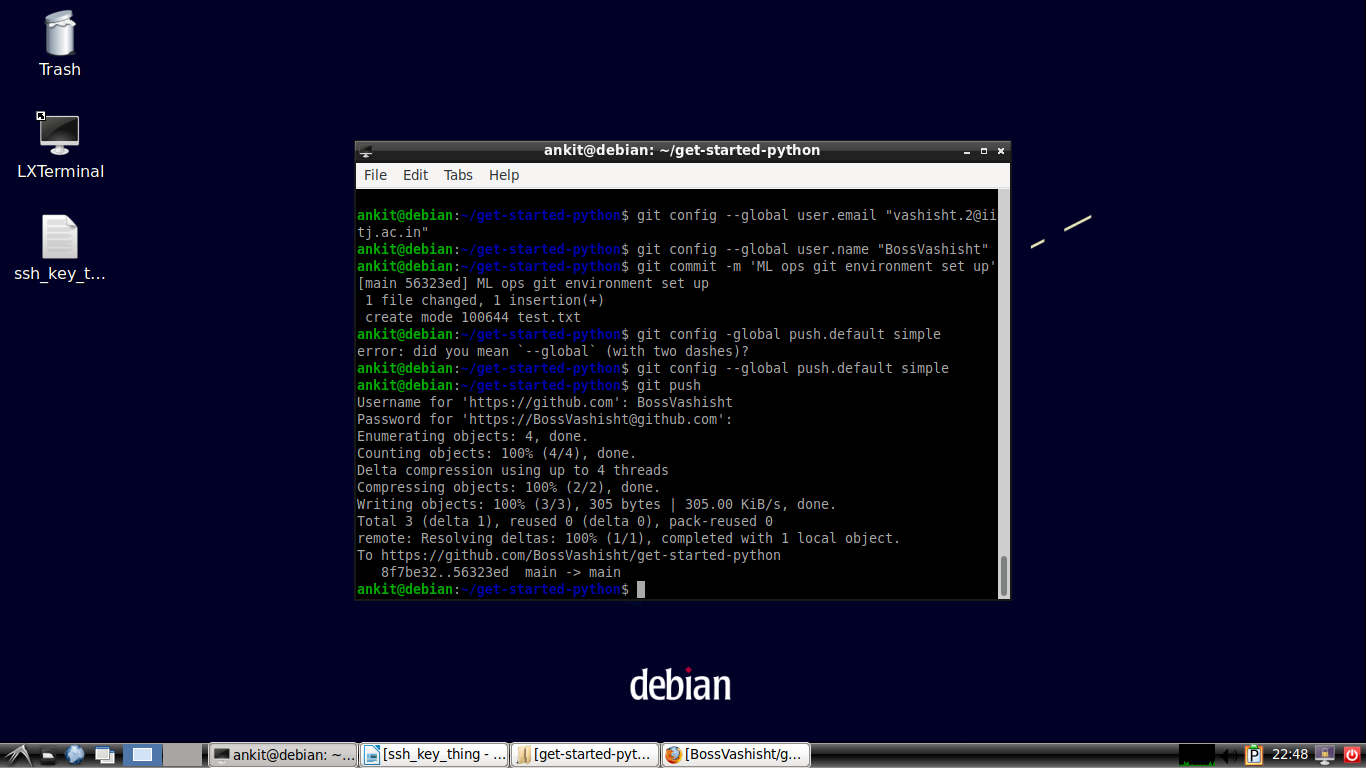 Trash
LXTerminal
ssh_key_t...
ankit@debian: ~/get-started-python
File Edit Tabs Help
ankit@debian:~/get-started-python$ git config --global user.email "vashisht.2@ii
tj.ac.in"
ankit@debian:~/get-started-python$ git config --global user.name "BossVashisht"
ankit@debian:~/get-started-python$ git commit -m 'ML ops git environment set up'
[main 56323ed] ML ops git environment set up
 1 file changed, 1 insertion(+)
 create mode 100644 test.txt
ankit@debian:~/get-started-python$ git config -global push.default simple
error: did you mean `--global` (with two dashes)?
ankit@debian:~/get-started-python$ git config --global push.default simple
ankit@debian:~/get-started-python$ git push
Username for 'https://github.com': BossVashisht
Password for 'https://BossVashisht@github.com':
Enumerating objects: 4, done.
Counting objects: 100% (4/4), done.
Delta compression using up to 4 threads
Compressing objects: 100% (2/2), done.
Writing objects: 100% (3/3), 305 bytes | 305.00 KiB/s, done.
Total 3 (delta 1), reused 0 (delta 0), pack-reused 0
remote: Resolving deltas: 100% (1/1), completed with 1 local object.
To https://github.com/BossVashisht/get-started-python
   8f7be32..56323ed  main -> main
ankit@debian:~/get-started-python$
debian
ankit@debian: ~...
[ssh_key_thing - ...
[get-started-pyt...
[BossVashisht/g...
P
22:48